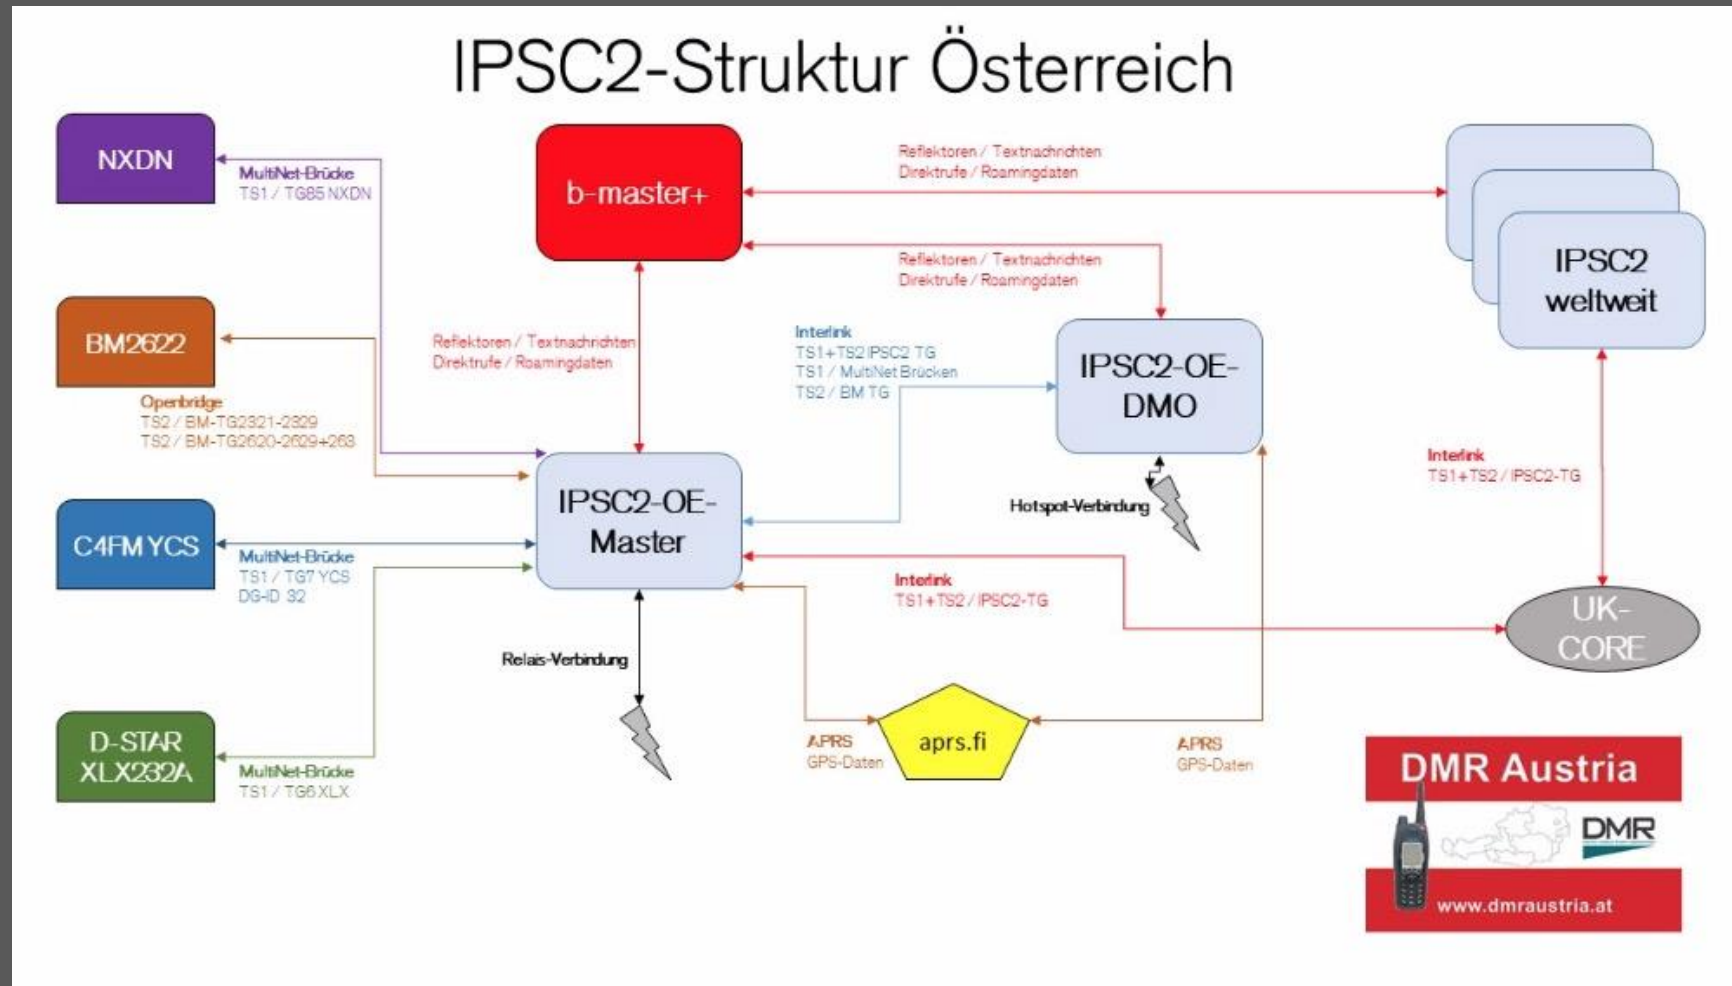 IPSC2-Struktur Österreich
NXDN
MultiNet-Brücke
TS1 / TG85 NXDN
b-master+
Reflektoren / Textnachrichten
Direktrufe / Roamingdaten
Reflektoren / Textnachrichten
Direktrufe / Roamingdaten
IPSC2
weltweit
BM2622
Openbridge
TS2 / BM-TG2321-2329
TS2 / BM-TG2620-2629+263
Reflektoren / Textnachrichten
Direktrufe / Roamingdaten
Interlink
TS1+TS2 IPSC2 TG
TS1 / MultiNet Brücken
TS2 / BM TG
IPSC2-OE-
DMO
Interlink
TS1+TS2 / IPSC2-TG
Hotspot-Verbindung
IPSC2-OE-
Master
C4FM YCS
MultiNet-Brücke
TS1 / TG7 YCS
DG-ID 32
Interlink
TS1+TS2 / IPSC2-TG
UK-
CORE
Relais-Verbindung
D-STAR
XLX232A
MultiNet-Brücke
TS1 / TG6 XLX
APRS
GPS-Daten
aprs.fi
APRS
GPS-Daten
DMR Austria
DMR
www.dmraustria.at